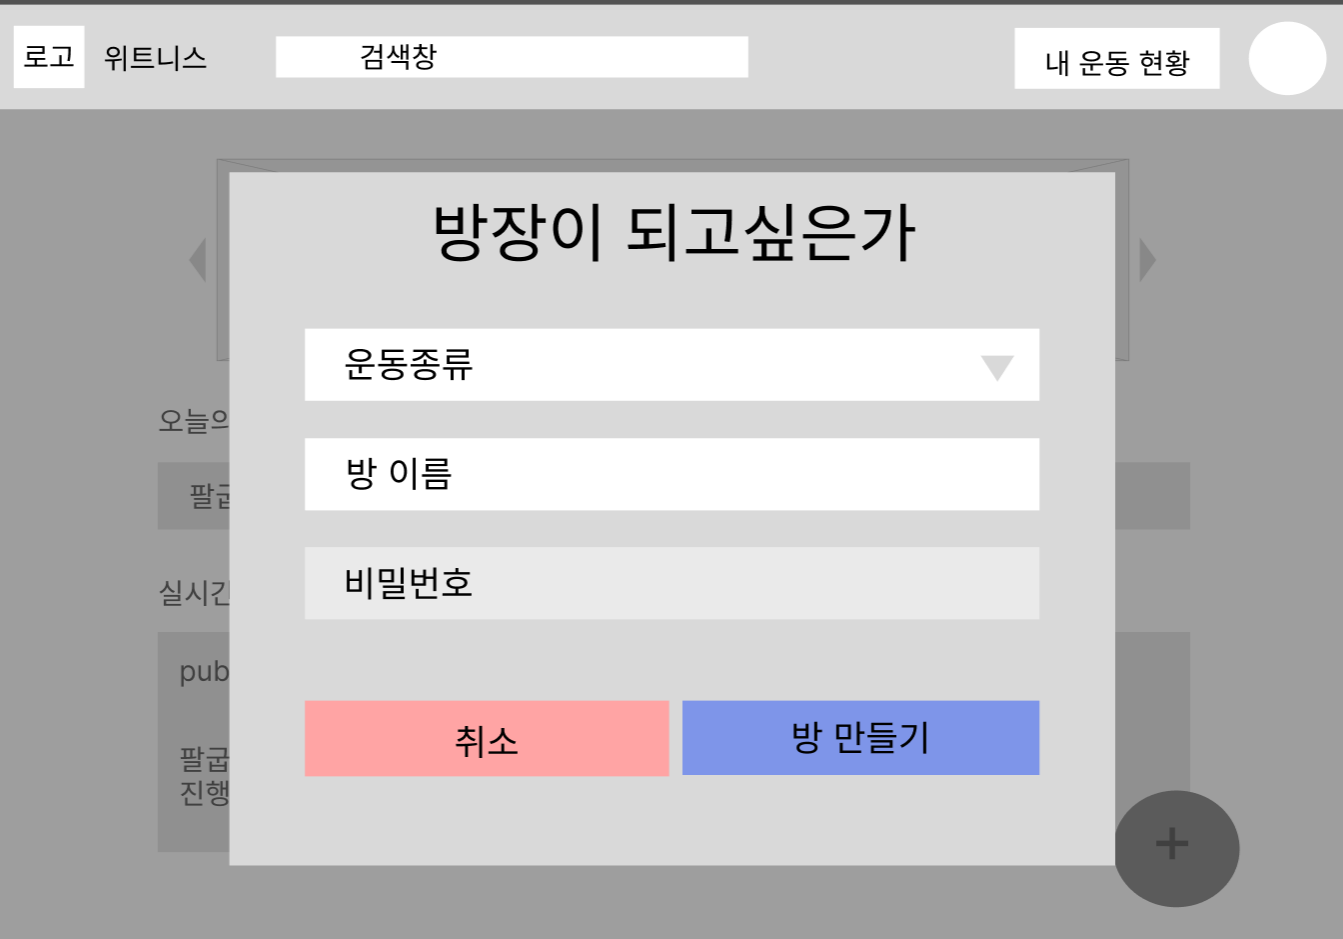 로고
위트니스
검색창
내 운동 현황
방장이 되고싶은가
운동종류
방 이름
비밀번호
취소
방 만들기
오늘의
팔굽
실시간
pub
팔굽
진행
+